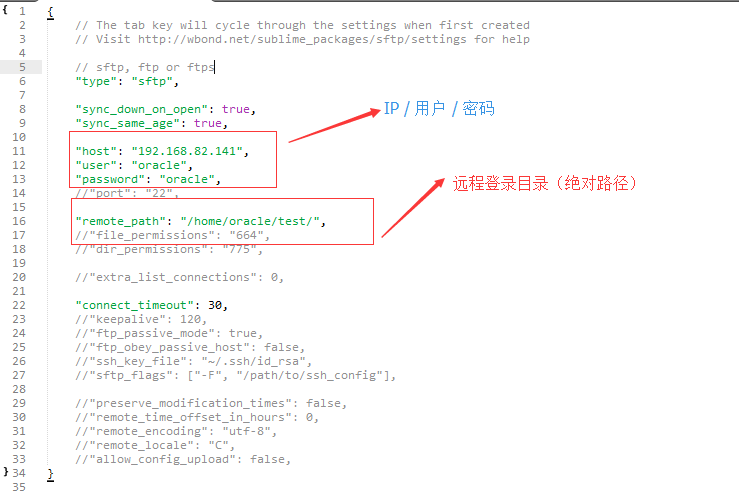 { 1 {
2 // The tab key will cycle through the settings when first created
3 // Visit http://wbond.net/sublime_packages/sftp/settings for help
4
5 // sftp, ftp or ftps
6 "type": "sftp",
7
8 "sync_down_on_open": true,
9 "sync_same_age": true,
IP / 用户 / 密码
10
11 "host": "192.168.82.141",
12 "user": "oracle",
13 "password": "oracle",
14 //"port": "22",
远程登录目录（绝对路径）
15
16 "remote_path": "/home/oracle/test/",
17 //"file_permissions": "664",
18 //"dir_permissions": "775",
19
20 //"extra_list_connections": 0,
21
22 "connect_timeout": 30,
23 //"keepalive": 120,
24 //"ftp_passive_mode": true,
25 //"ftp_obey_passive_host": false,
26 //"ssh_key_file": "~/.ssh/id_rsa",
27 //"sftp_flags": ["-F", "/path/to/ssh_config"],
28
29 //"preserve_modification_times": false,
30 //"remote_time_offset_in_hours": 0,
31 //"remote_encoding": "utf-8",
32 //"remote_locale": "C",
33 //"allow_config_upload": false,
} 34 }
35